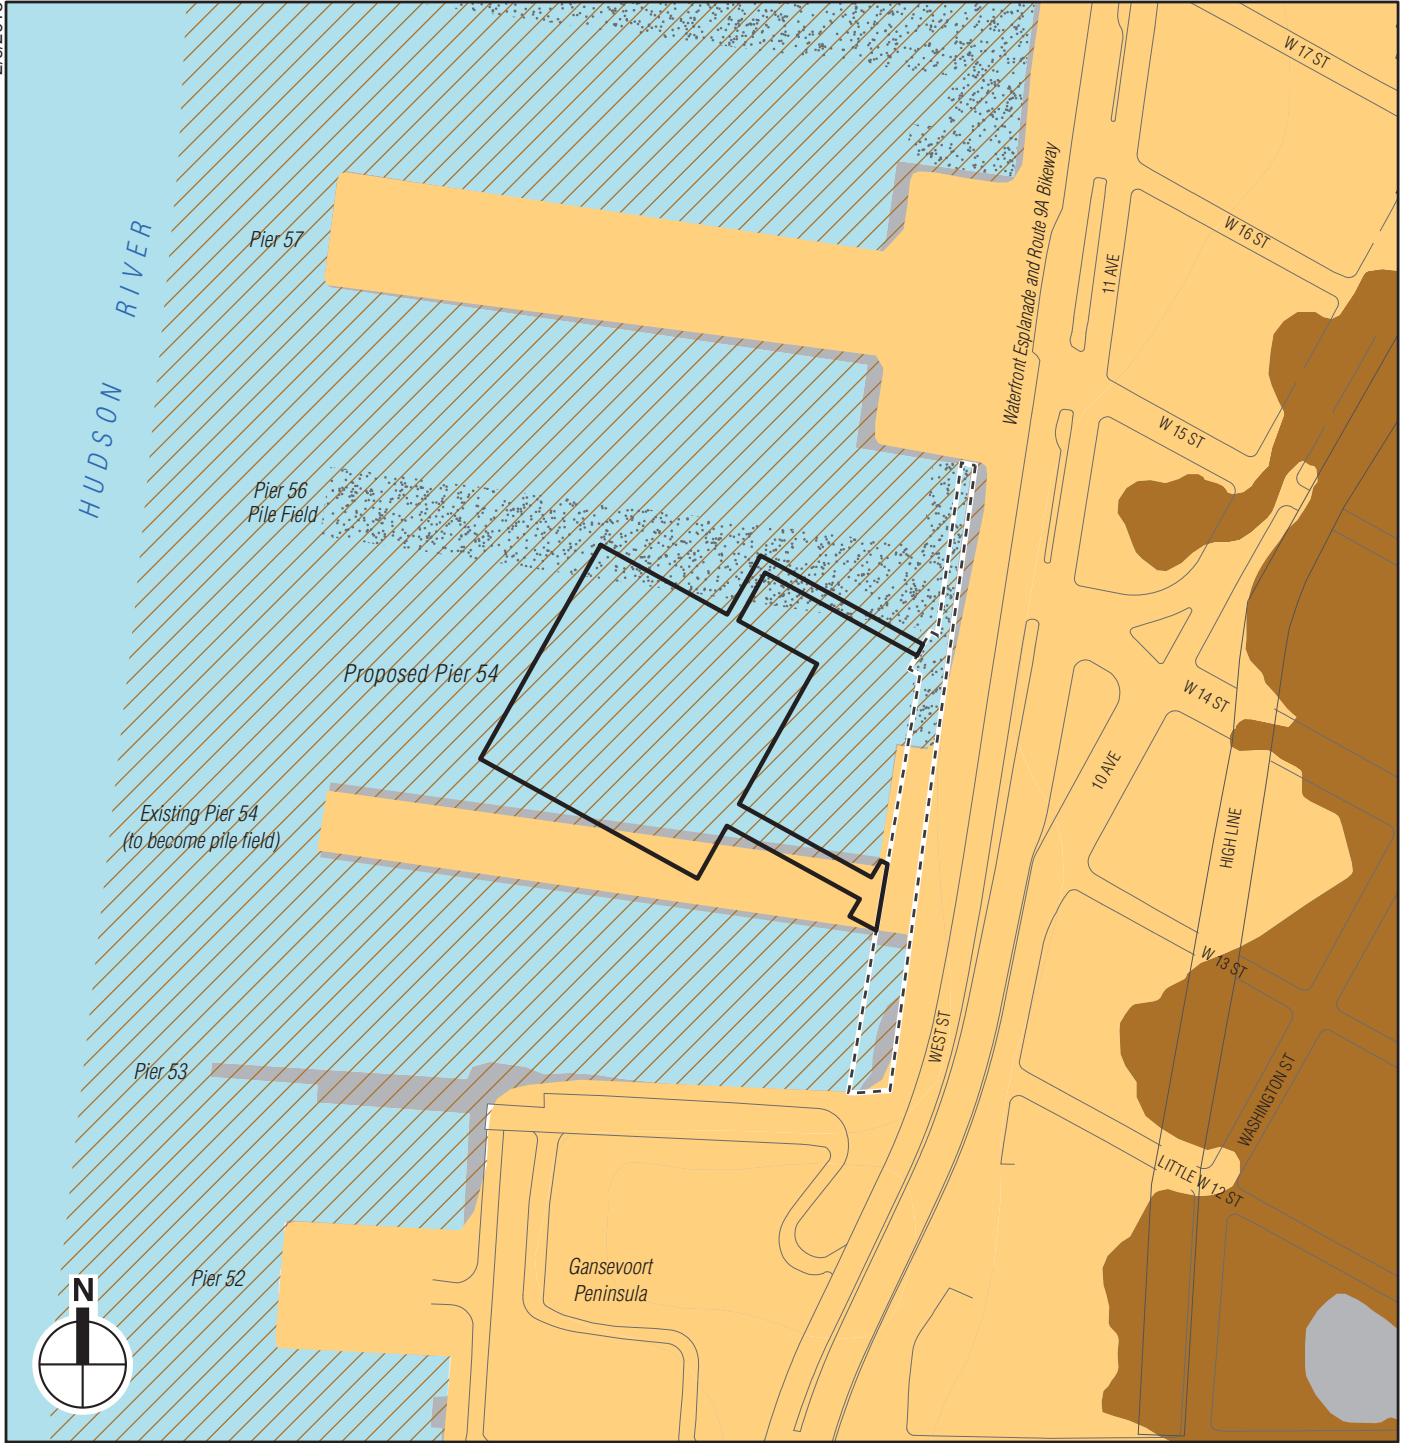 W 17 ST
Waterfront Esplanade and Route 9A Bikeway
Pier 57
HUDSON RIVER
W 16 ST
11 AVE
W 15 ST
Pier 56
Pile Field
Proposed Pier 54
W 14 ST
10 AVE
Existing Pier 54
(to become pile field)
HIGH LINE
W 13 ST
WEST ST
Pier 53
WASHINGTON ST
LITTLE W 12 ST
Pier 52
Gansevoort
Peninsula
N